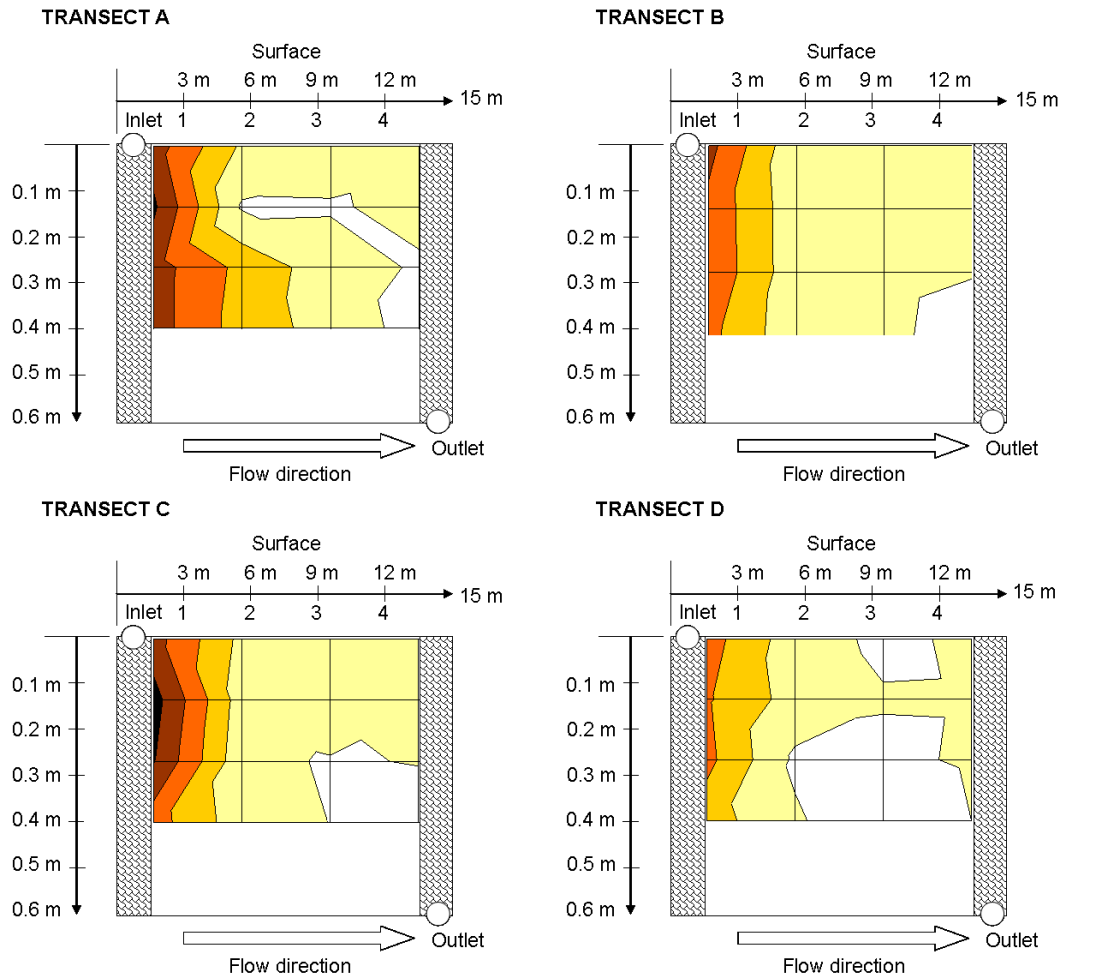 TRANSECT A
Surface
3 m 6 m 9 m 12 m
15 m
Inlet 1 2 3 4
0.1 m
0.2 m
0.3 m
0.4 m
0.5 m
0.6 m
Outlet
Flow direction
TRANSECT B
Surface
3 m 6 m 9 m 12 m
15 m
Inlet 1 2 3 4
0.1 m
0.2 m
0.3 m
0.4 m
0.5 m
0.6 m
Outlet
Flow direction
TRANSECT C
Surface
3 m 6 m 9 m 12 m
15 m
Inlet 1 2 3 4
0.1 m
0.2 m
0.3 m
0.4 m
0.5 m
0.6 m
Outlet
Flow direction
TRANSECT D
Surface
3 m 6 m 9 m 12 m
15 m
Inlet 1 2 3 4
0.1 m
0.2 m
0.3 m
0.4 m
0.5 m
0.6 m
Outlet
Flow direction